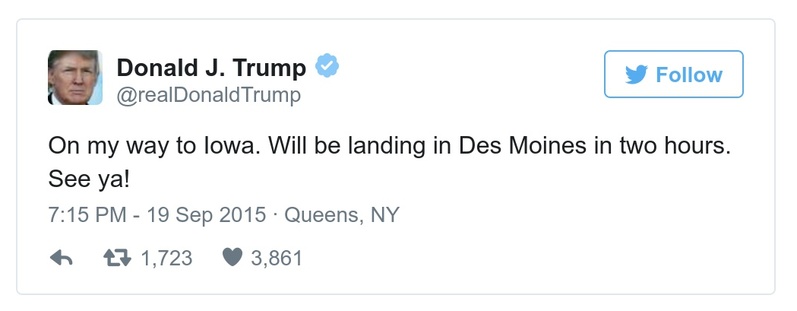 Donald J. Trump
@realDonaldTrump
Follow
On my way to Iowa. Will be landing in Des Moines in two hours.
See ya!
7:15 PM - 19 Sep 2015 · Queens, NY
1,723 3,861